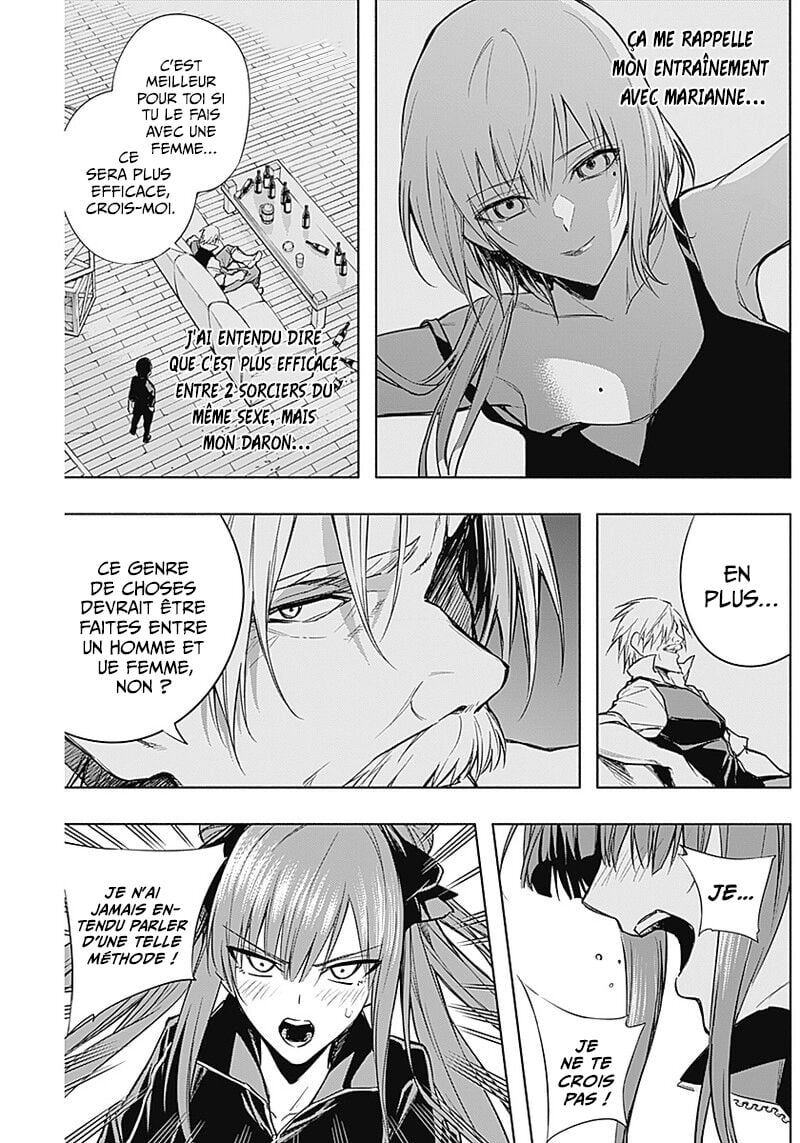 ÇA ME RAPPELLE
MON ENTRAÎNEMENT
AVEC MARIANNE...
C'EST
MEILLEUR
POUR TOI SI
TU LE FAIS
AVEC UNE
FEMME...
CE
SERA PLUS
EFFICACE,
CROIS-MOI.
J'AI ENTENDU DIRE
QUE C'EST PLUS EFFICACE
ENTRE 2 SORCIERS DU
MÊME SEXE, MAIS
MON DARON...
EN
PLUS...
CE GENRE
DE CHOSES
DEVRAIT ÊTRE
FAITES ENTRE
UN HOMME ET
UE FEMME,
NON ?
JE...
JE
NE TE
CROIS PAS !
JE N'AI
JAMAIS EN-
TENDU PARLER
D'UNE TELLE
MÉTHODE !